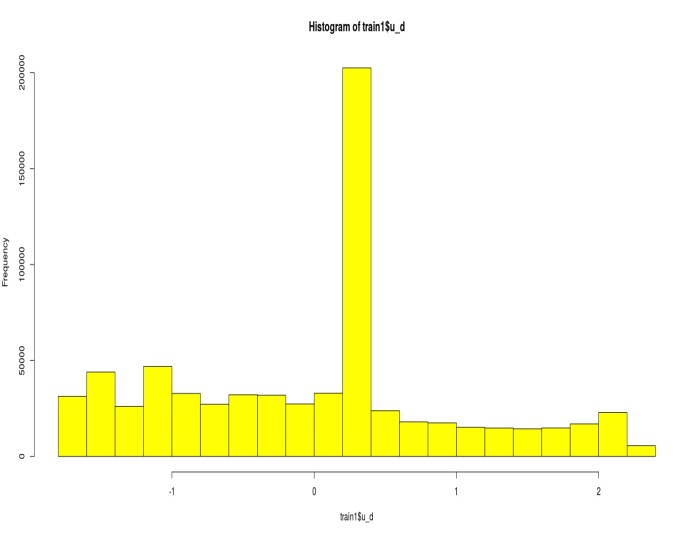 Histogram of train1$u_d
Frequency
200000
150000
100000
50000
0
-1 0 1 2
train1$u_d